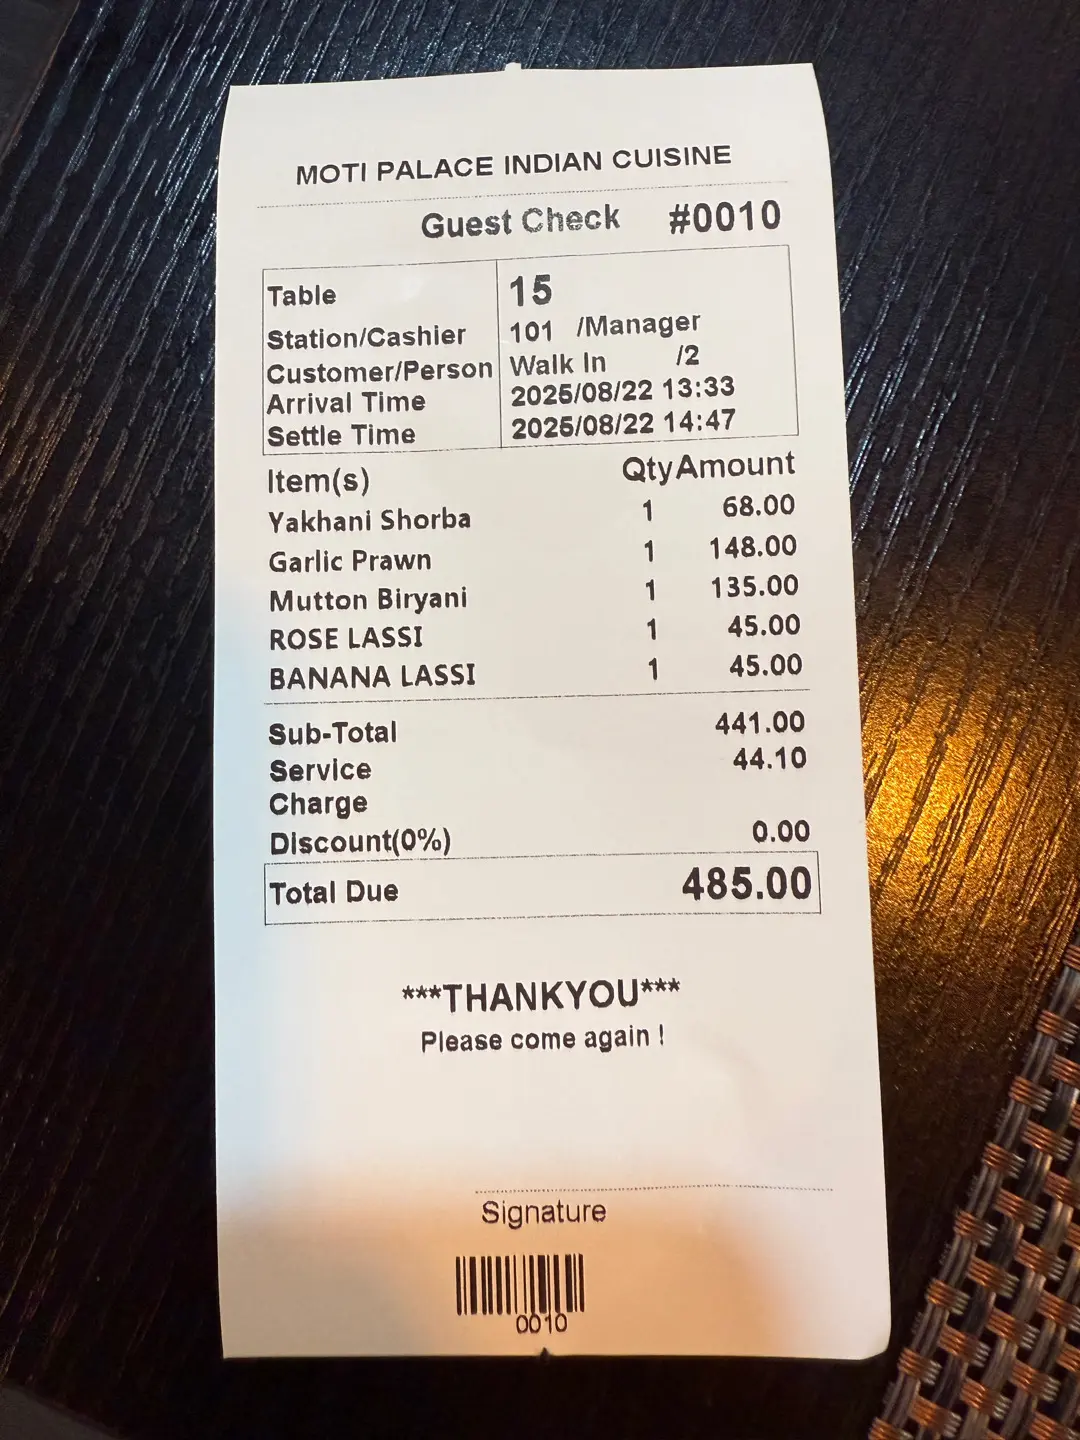 MOTI PALACE INDIAN CUISINE
Guest Check #0010
Table 15
Station/Cashier 101 /Manager
Customer/Person Walk In /2
Arrival Time 2025/08/22 13:33
Settle Time 2025/08/22 14:47
Item(s) Qty Amount
Yakhani Shorba 1 68.00
Garlic Prawn 1 148.00
Mutton Biryani 1 135.00
ROSE LASSI 1 45.00
BANANA LASSI 1 45.00
Sub-Total 441.00
Service 44.10
Charge
Discount(0%) 0.00
Total Due 485.00
***THANKYOU***
Please come again !
Signature
0010